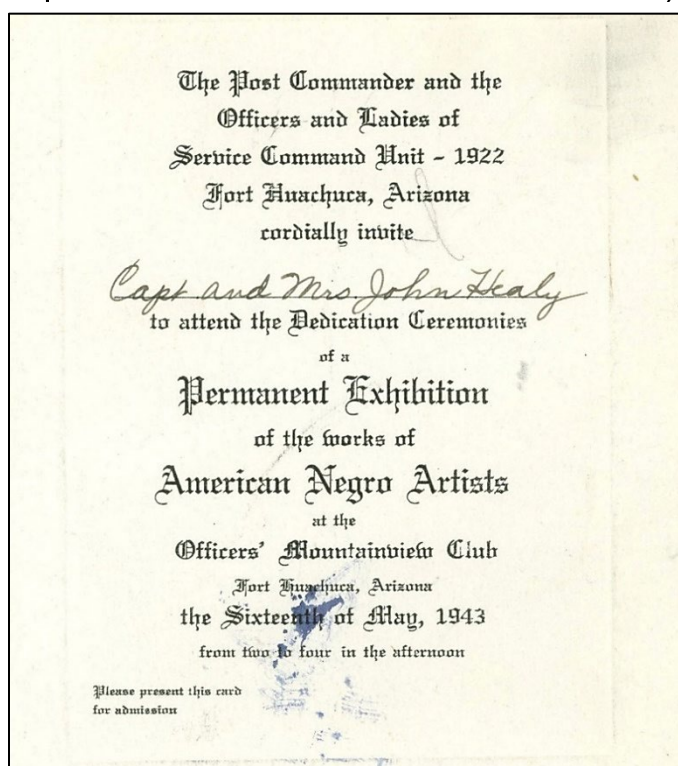 The Post Commander and the
Officers and Ladies of
Service Command Unit - 1922
Fort Huachuca, Arizona
cordially invite
Capt and Mrs John Healy
to attend the Dedication Ceremonies
of a
Permanent Exhibition
of the works of
American Negro Artists
at the
Officers' Mountainview Club
Fort Huachuca, Arizona
the Sixteenth of May, 1943
from two to four in the afternoon
Please present this card
for admission